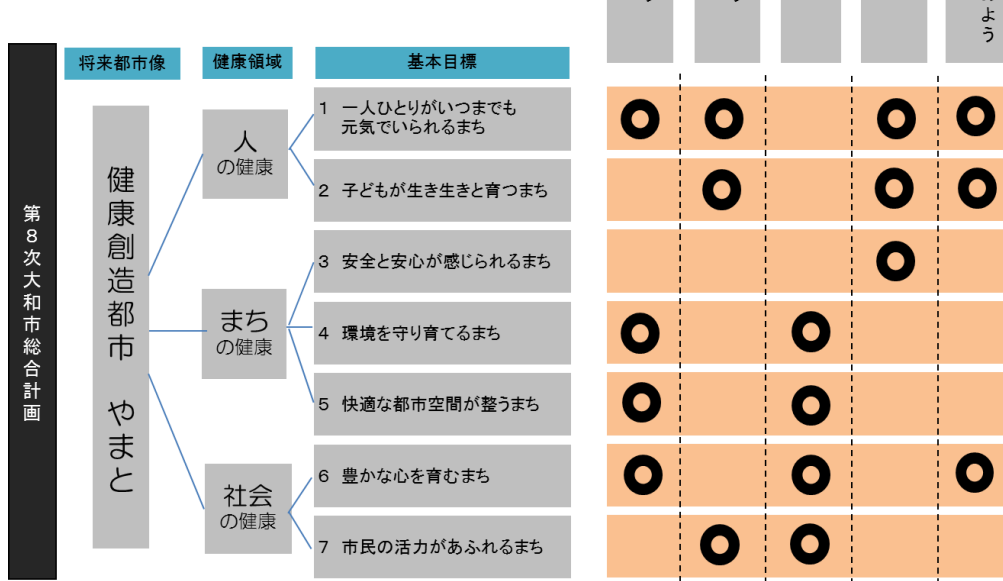 よう
将来都市像
健康領域
基本目標
第8次大和市総合計画
健康創造都市 やまと
人
の健康
1 一人ひとりがいつまでも
元気でいられるまち
2 子どもが生き生きと育つまち
まち
の健康
3 安全と安心が感じられるまち
4 環境を守り育てるまち
5 快適な都市空間が整うまち
社会
の健康
6 豊かな心を育むまち
7 市民の活力があふれるまち